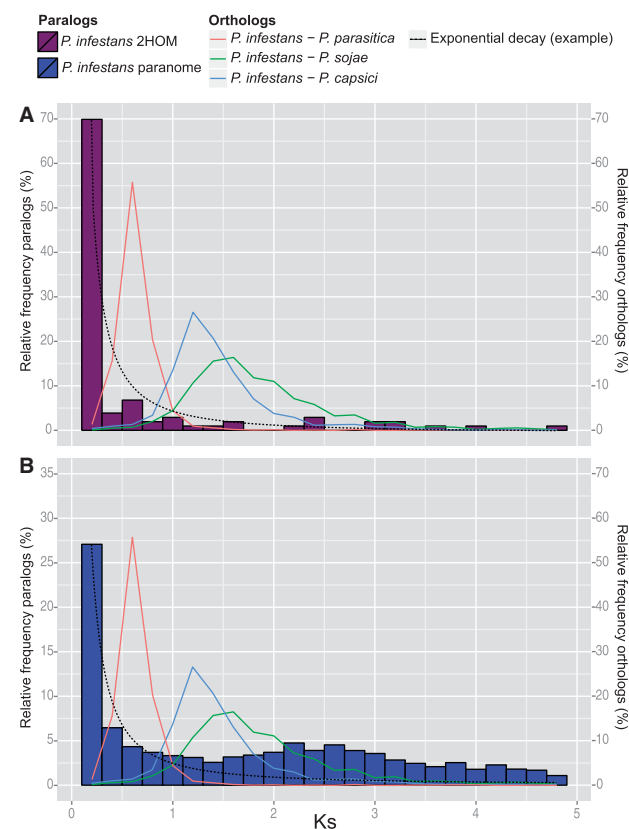 Paralogs
P. infestans 2HOM
P. infestans paranome
Orthologs
P. infestans – P. parasitica
P. infestans – P. sojae
P. infestans – P. capsici
Exponential decay (example)
A
Relative frequency paralogs (%)
70
60
50
40
30
20
10
0
70
60
50
40
30
20
10
0
Relative frequency orthologs (%)
B
Relative frequency paralogs (%)
35
30
25
20
15
10
5
0
70
60
50
40
30
20
10
0
Relative frequency orthologs (%)
0 1 2 3 4 5
Ks